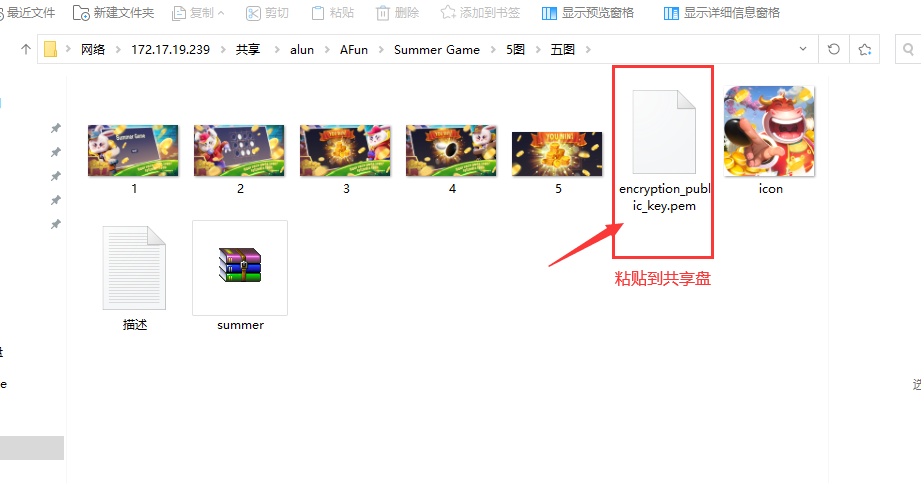 最近文件 新建文件夹 复制 剪切 粘贴 删除 添加到书签 显示预览窗格 显示详细信息窗格
网络 172.17.19.239 共享 alun AFun Summer Game 5图 五图
1 2 3 4 5 encryption_publ icon
ic_key.pem
粘贴到共享盘
描述 summer
e